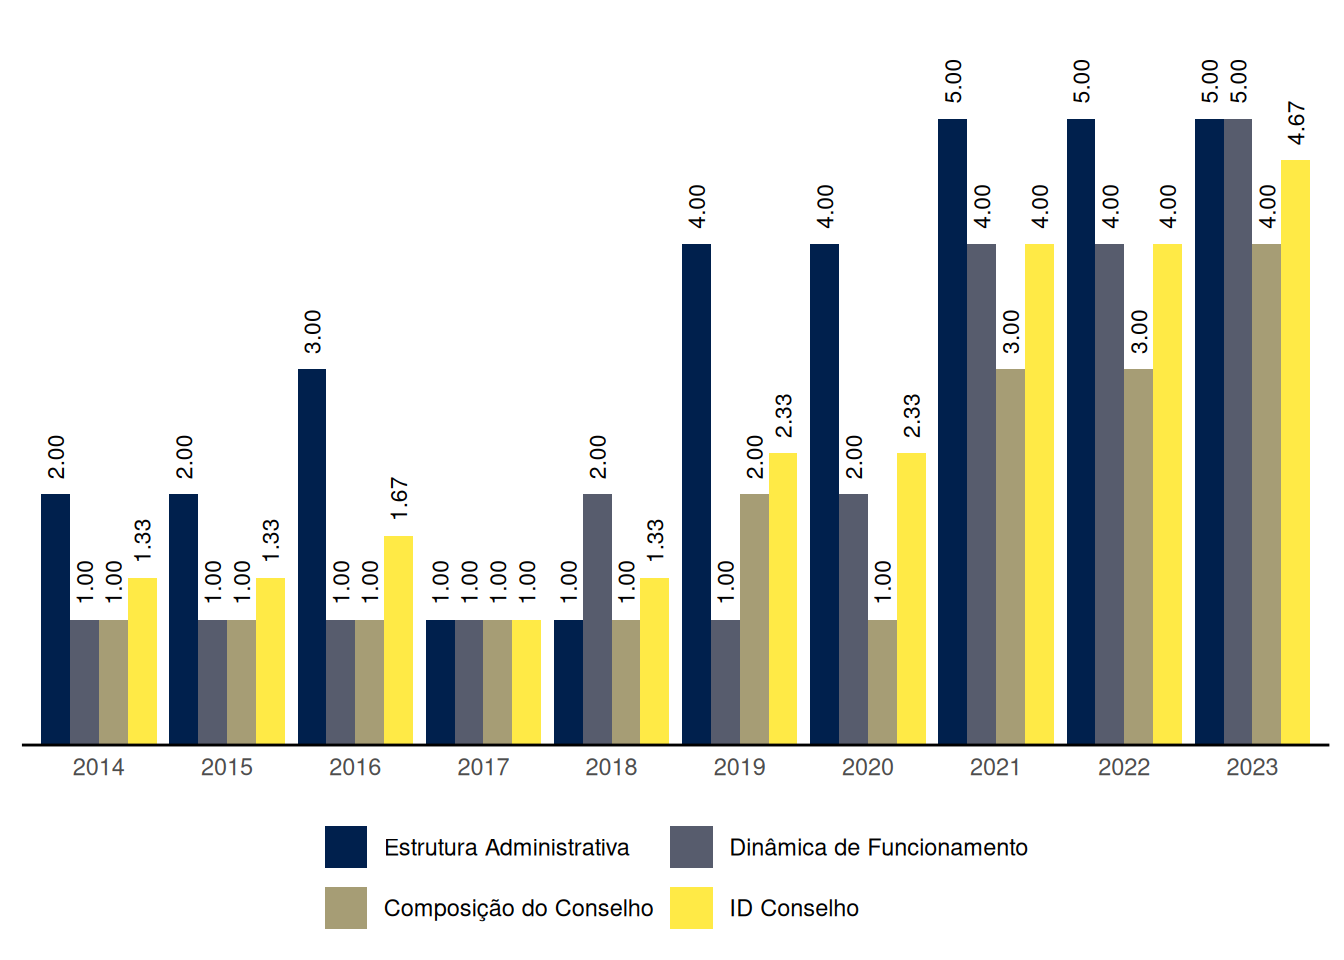 2.00 1.00 1.00 1.33 2.00 1.00 1.00 1.33 3.00 1.00 1.00 1.67 1.00 1.00 1.00 1.00 1.00 2.00 1.00 1.33 4.00 1.00 2.00 2.33 4.00 2.00 1.00 2.33 5.00 4.00 3.00 4.00 5.00 4.00 3.00 4.00 5.00 5.00 4.00 4.67
2014 2015 2016 2017 2018 2019 2020 2021 2022 2023
Estrutura Administrativa Dinâmica de Funcionamento
Composição do Conselho ID Conselho